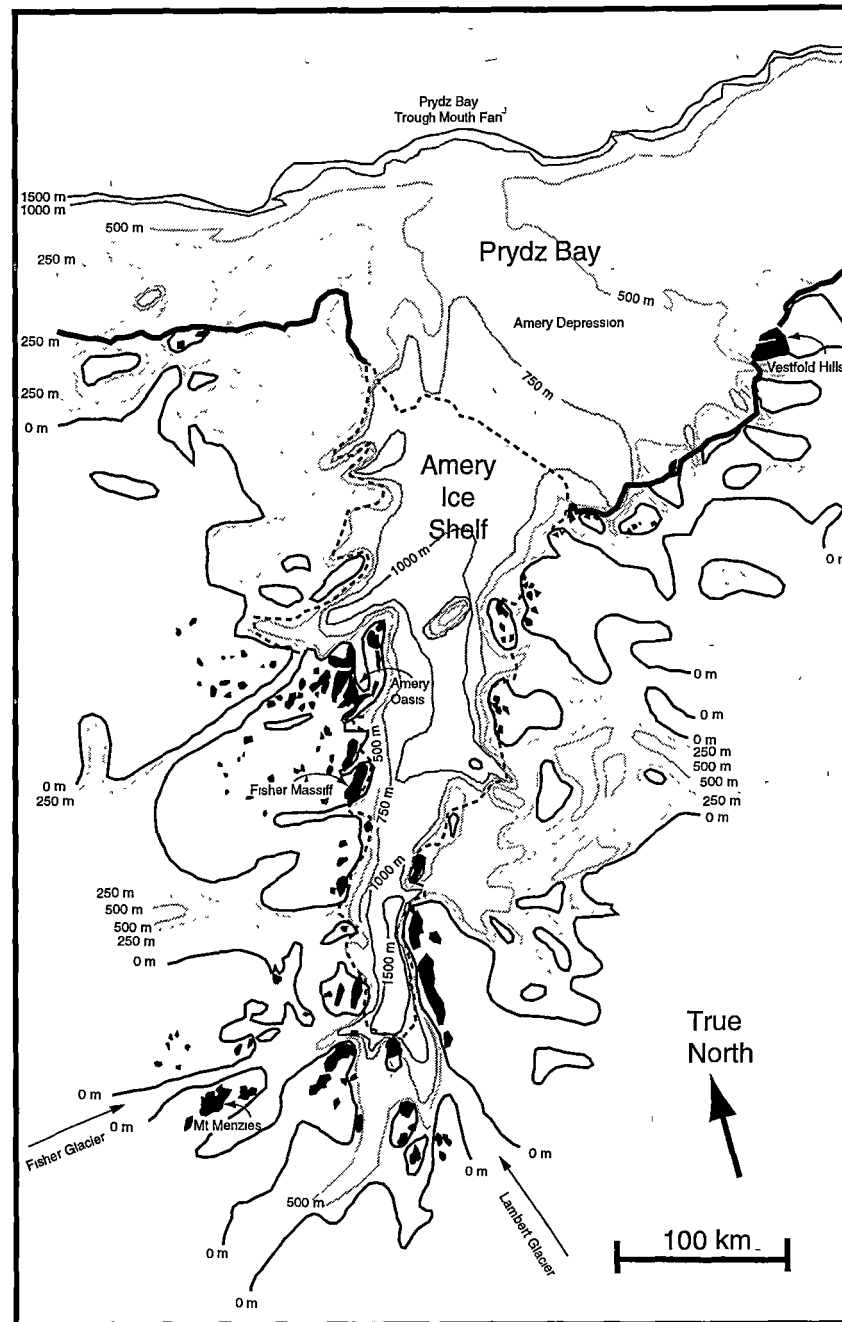 Prydz Bay
Trough Mouth Fan
1500 m
1000 m
500 m
250 m
Prydz Bay
500 m
Amery Depression
250 m
Vestfold Hills
750 m
250 m
0 m
Amery
Ice
Shelf
1000 m
0 m
0 m
Amery
Oasis
0 m
0 m
250 m
500 m
500 m
250 m
0 m
500 m
0 m
250 m
Fisher Massiff
750 m
1000 m
250 m
500 m
500 m
250 m
0 m
1500 m
True
North
0 m
0 m
Mt Menzies
Fisher Glacier
0 m
0 m
500 m
Lambert Glacier
0 m
0 m
100 km